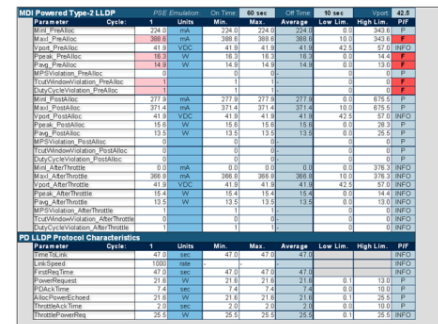 MDI Powered Type-2 LLDP PSE Emulation: On Time: 60 sec Off Time: 10 sec Vport: 42.5
Parameter Cycle: 1 Units Min. Max. Average Low Lim. High Lim. P/F
MinI_PreAlloc 224.0 mA 224.0 224.0 224.0 0.0 343.6 P
MaxI_PreAlloc 388.6 mA 388.6 388.6 388.6 10.0 343.6 F
Vport_PreAlloc 41.9 VDC 41.9 41.9 41.9 42.5 57.0 INFO
Ppeak_PreAlloc 16.3 W 16.3 16.3 16.3 0.0 14.4 F
Pavg_PreAlloc 14.9 W 14.9 14.9 14.9 0.0 13.0 F
MPSViolation_PreAlloc 0 0 0 - 0 0 P
TcutWindowViolation_PreAlloc 1 1 1 - 0 0 F
DutyCycleViolation_PreAlloc 1 1 1 - 0 0 F
MinI_PostAlloc 277.9 mA 277.9 277.9 277.9 0.0 675.5 P
MaxI_PostAlloc 371.4 mA 371.4 371.4 371.4 10.0 675.5 P
Vport_PostAlloc 41.9 VDC 41.9 41.9 41.9 42.5 57.0 INFO
Ppeak_PostAlloc 15.6 W 15.6 15.6 15.6 0.0 28.3 P
Pavg_PostAlloc 13.5 W 13.5 13.5 13.5 0.0 25.5 P
MPSViolation_PostAlloc 0 0 0 - 0 0 P
TcutWindowViolation_PostAlloc 0 0 0 - 0 0 P
DutyCycleViolation_PostAlloc 0 0 0 - 0 0 P
MinI_AfterThrottle 0.0 mA 0.0 0.0 0.0 0.0 376.3 INFO
MaxI_AfterThrottle 366.8 mA 366.8 366.8 366.8 10.0 376.3 INFO
Vport_AfterThrottle 41.9 VDC 41.9 41.9 41.9 42.5 57.0 INFO
Ppeak_AfterThrottle 15.4 W 15.4 15.4 15.4 0.0 14.4 INFO
Pavg_AfterThrottle 13.5 W 13.5 13.5 13.5 0.0 13.0 INFO
MPSViolation_AfterThrottle 1 1 1 - 0 0 INFO
TcutWindowViolation_AfterThrottle 0 0 0 - 0 0 INFO
DutyCycleViolation_AfterThrottle 1 1 1 - 0 0 INFO
PD LLDP Protocol Characteristics
Parameter Cycle: 1 Units Min. Max. Average Low Lim. High Lim. P/F
TimeToLink 47.0 sec 47.0 47.0 47.0 INFO
LinkSpeed 1000 rate - - - INFO
FirstReqTime 47.0 sec 47.0 47.0 47.0 INFO
PowerRequest 21.6 W 21.6 21.6 21.6 0.1 13.0 P
PDAckTime 7.4 sec 7.4 7.4 7.4 0.0 10.0 P
AllocPowerEchoed 21.6 W 21.6 21.6 21.6 0.1 25.5 P
ThrottleAckTime 2.0 sec 2.0 2.0 2.0 0.0 10.0 P
ThrottlePowerReq 25.5 W 25.5 25.5 25.5 0.1 25.5 INFO